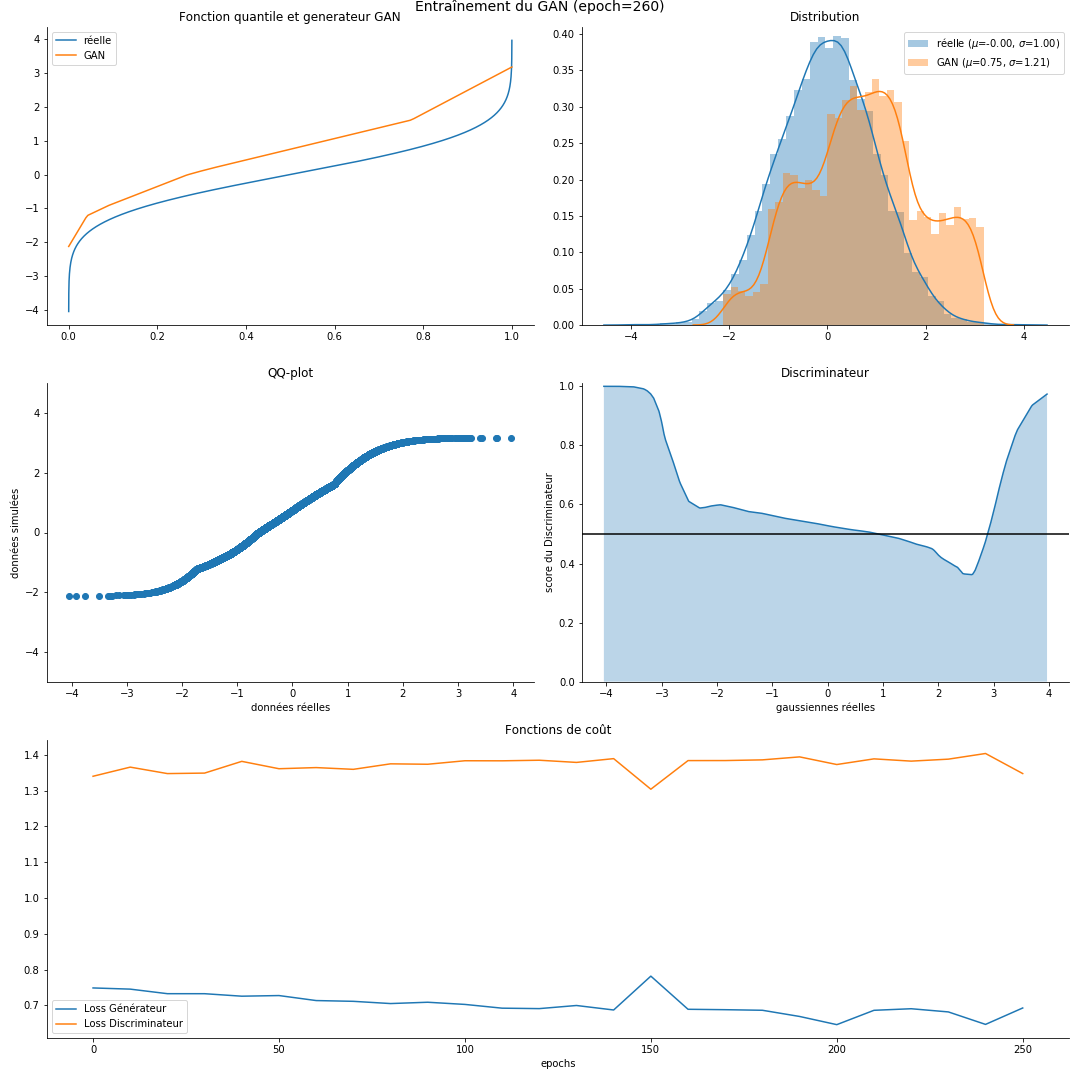 Entraînement du GAN (epoch=260)
Fonction quantile et generateur GAN
réelle
GAN
4
3
2
1
0
−1
−2
−3
−4
0.0 0.2 0.4 0.6 0.8 1.0
Distribution
réelle (μ=-0.00, σ=1.00)
GAN (μ=0.75, σ=1.21)
0.40
0.35
0.30
0.25
0.20
0.15
0.10
0.05
0.00
−4 −2 0 2 4
QQ-plot
données simulées
4
2
0
−2
−4
−4 −3 −2 −1 0 1 2 3 4
données réelles
Discriminateur
score du Discriminateur
1.0
0.8
0.6
0.4
0.2
0.0
−4 −3 −2 −1 0 1 2 3 4
gaussiennes réelles
Fonctions de coût
1.4
1.3
1.2
1.1
1.0
0.9
0.8
0.7
Loss Générateur
Loss Discriminateur
0 50 100 150 200 250
epochs